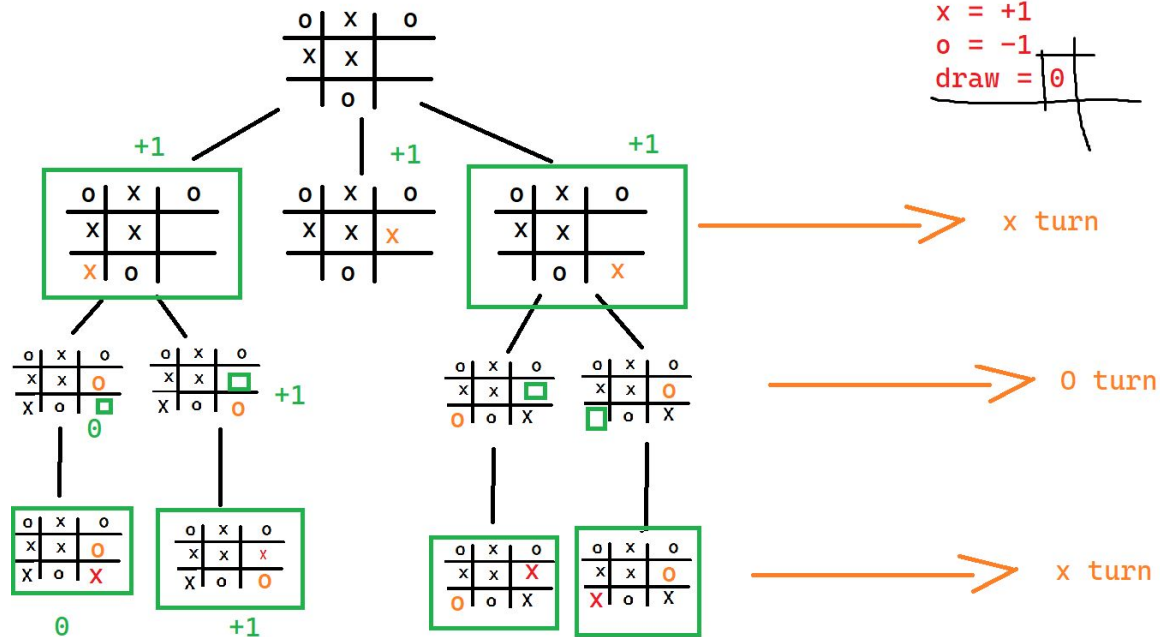 o x o
x x
o
x = +1
o = −1
draw = 0
+1
+1
+1
o x o
x x
x o
o x o
x x x
o
o x o
x x
o x
x turn
o x o
x x o
x o
0
o x o
x x
x o o
+1
o x o
x x
o o x
o x o
x x o
o x
O turn
o x o
x x o
x o x
o x o
x x x
x o o
o x o
x x x
o o x
o x o
x x o
x o x
x turn
0
+1